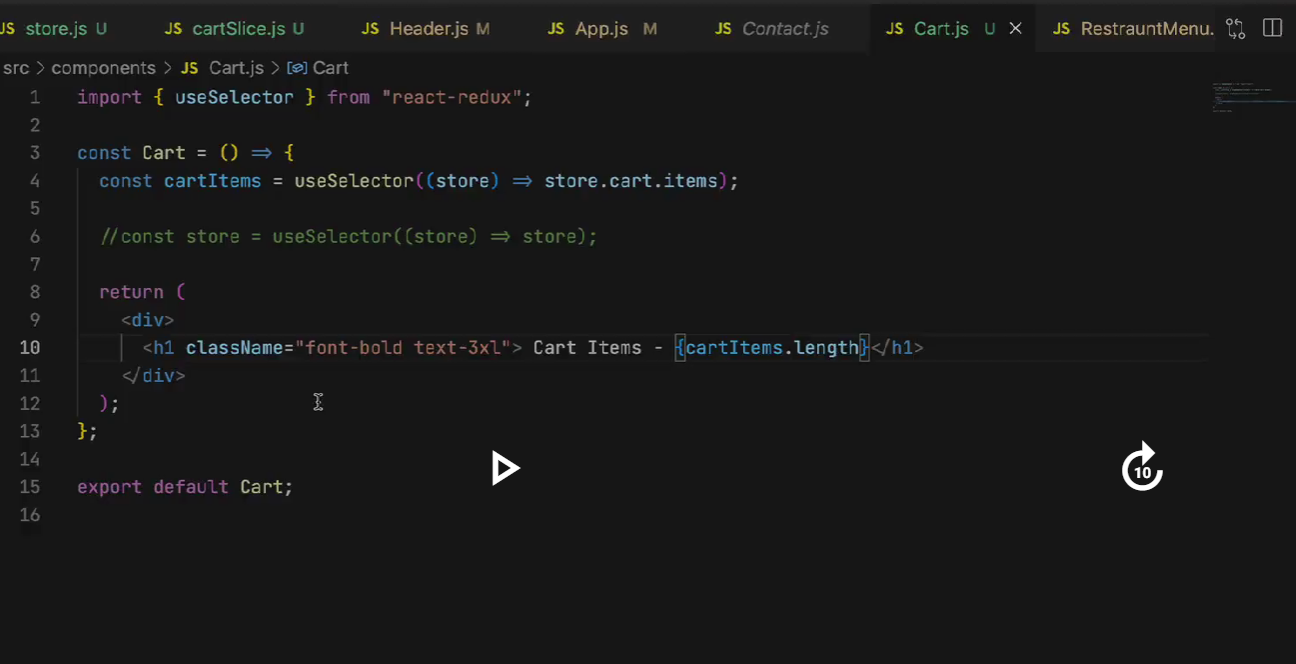 JS store.js U JS cartSlice.js U JS Header.js M JS App.js M JS Contact.js JS Cart.js U × JS RestrauntMenu.
src > components > JS Cart.js > Cart
1 import { useSelector } from "react-redux";
2
3 const Cart = () => {
4 const cartItems = useSelector((store) => store.cart.items);
5
6 //const store = useSelector((store) => store);
7
8 return (
9 <div>
10 <h1 className="font-bold text-3xl"> Cart Items - {cartItems.length}</h1>
11 </div>
12 );
13 };
14
15 export default Cart;
16
10